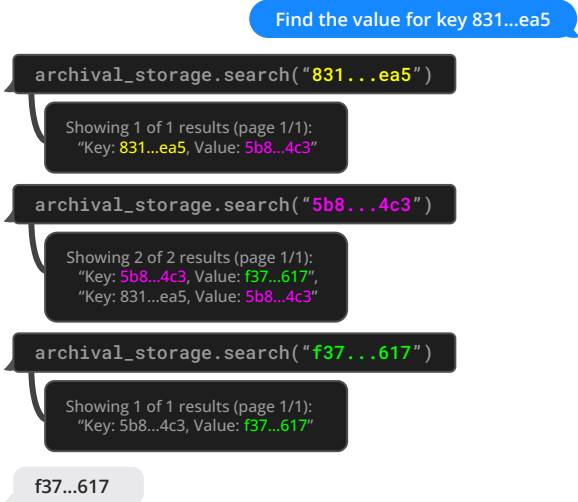 Find the value for key 831...ea5
archival_storage.search(“831...ea5”)
Showing 1 of 1 results (page 1/1):
“Key: 831...ea5, Value: 5b8...4c3”
archival_storage.search(“5b8...4c3”)
Showing 2 of 2 results (page 1/1):
“Key: 5b8...4c3, Value: f37...617”,
“Key: 831...ea5, Value: 5b8...4c3”
archival_storage.search(“f37...617”)
Showing 1 of 1 results (page 1/1):
“Key: 5b8...4c3, Value: f37...617”
f37...617